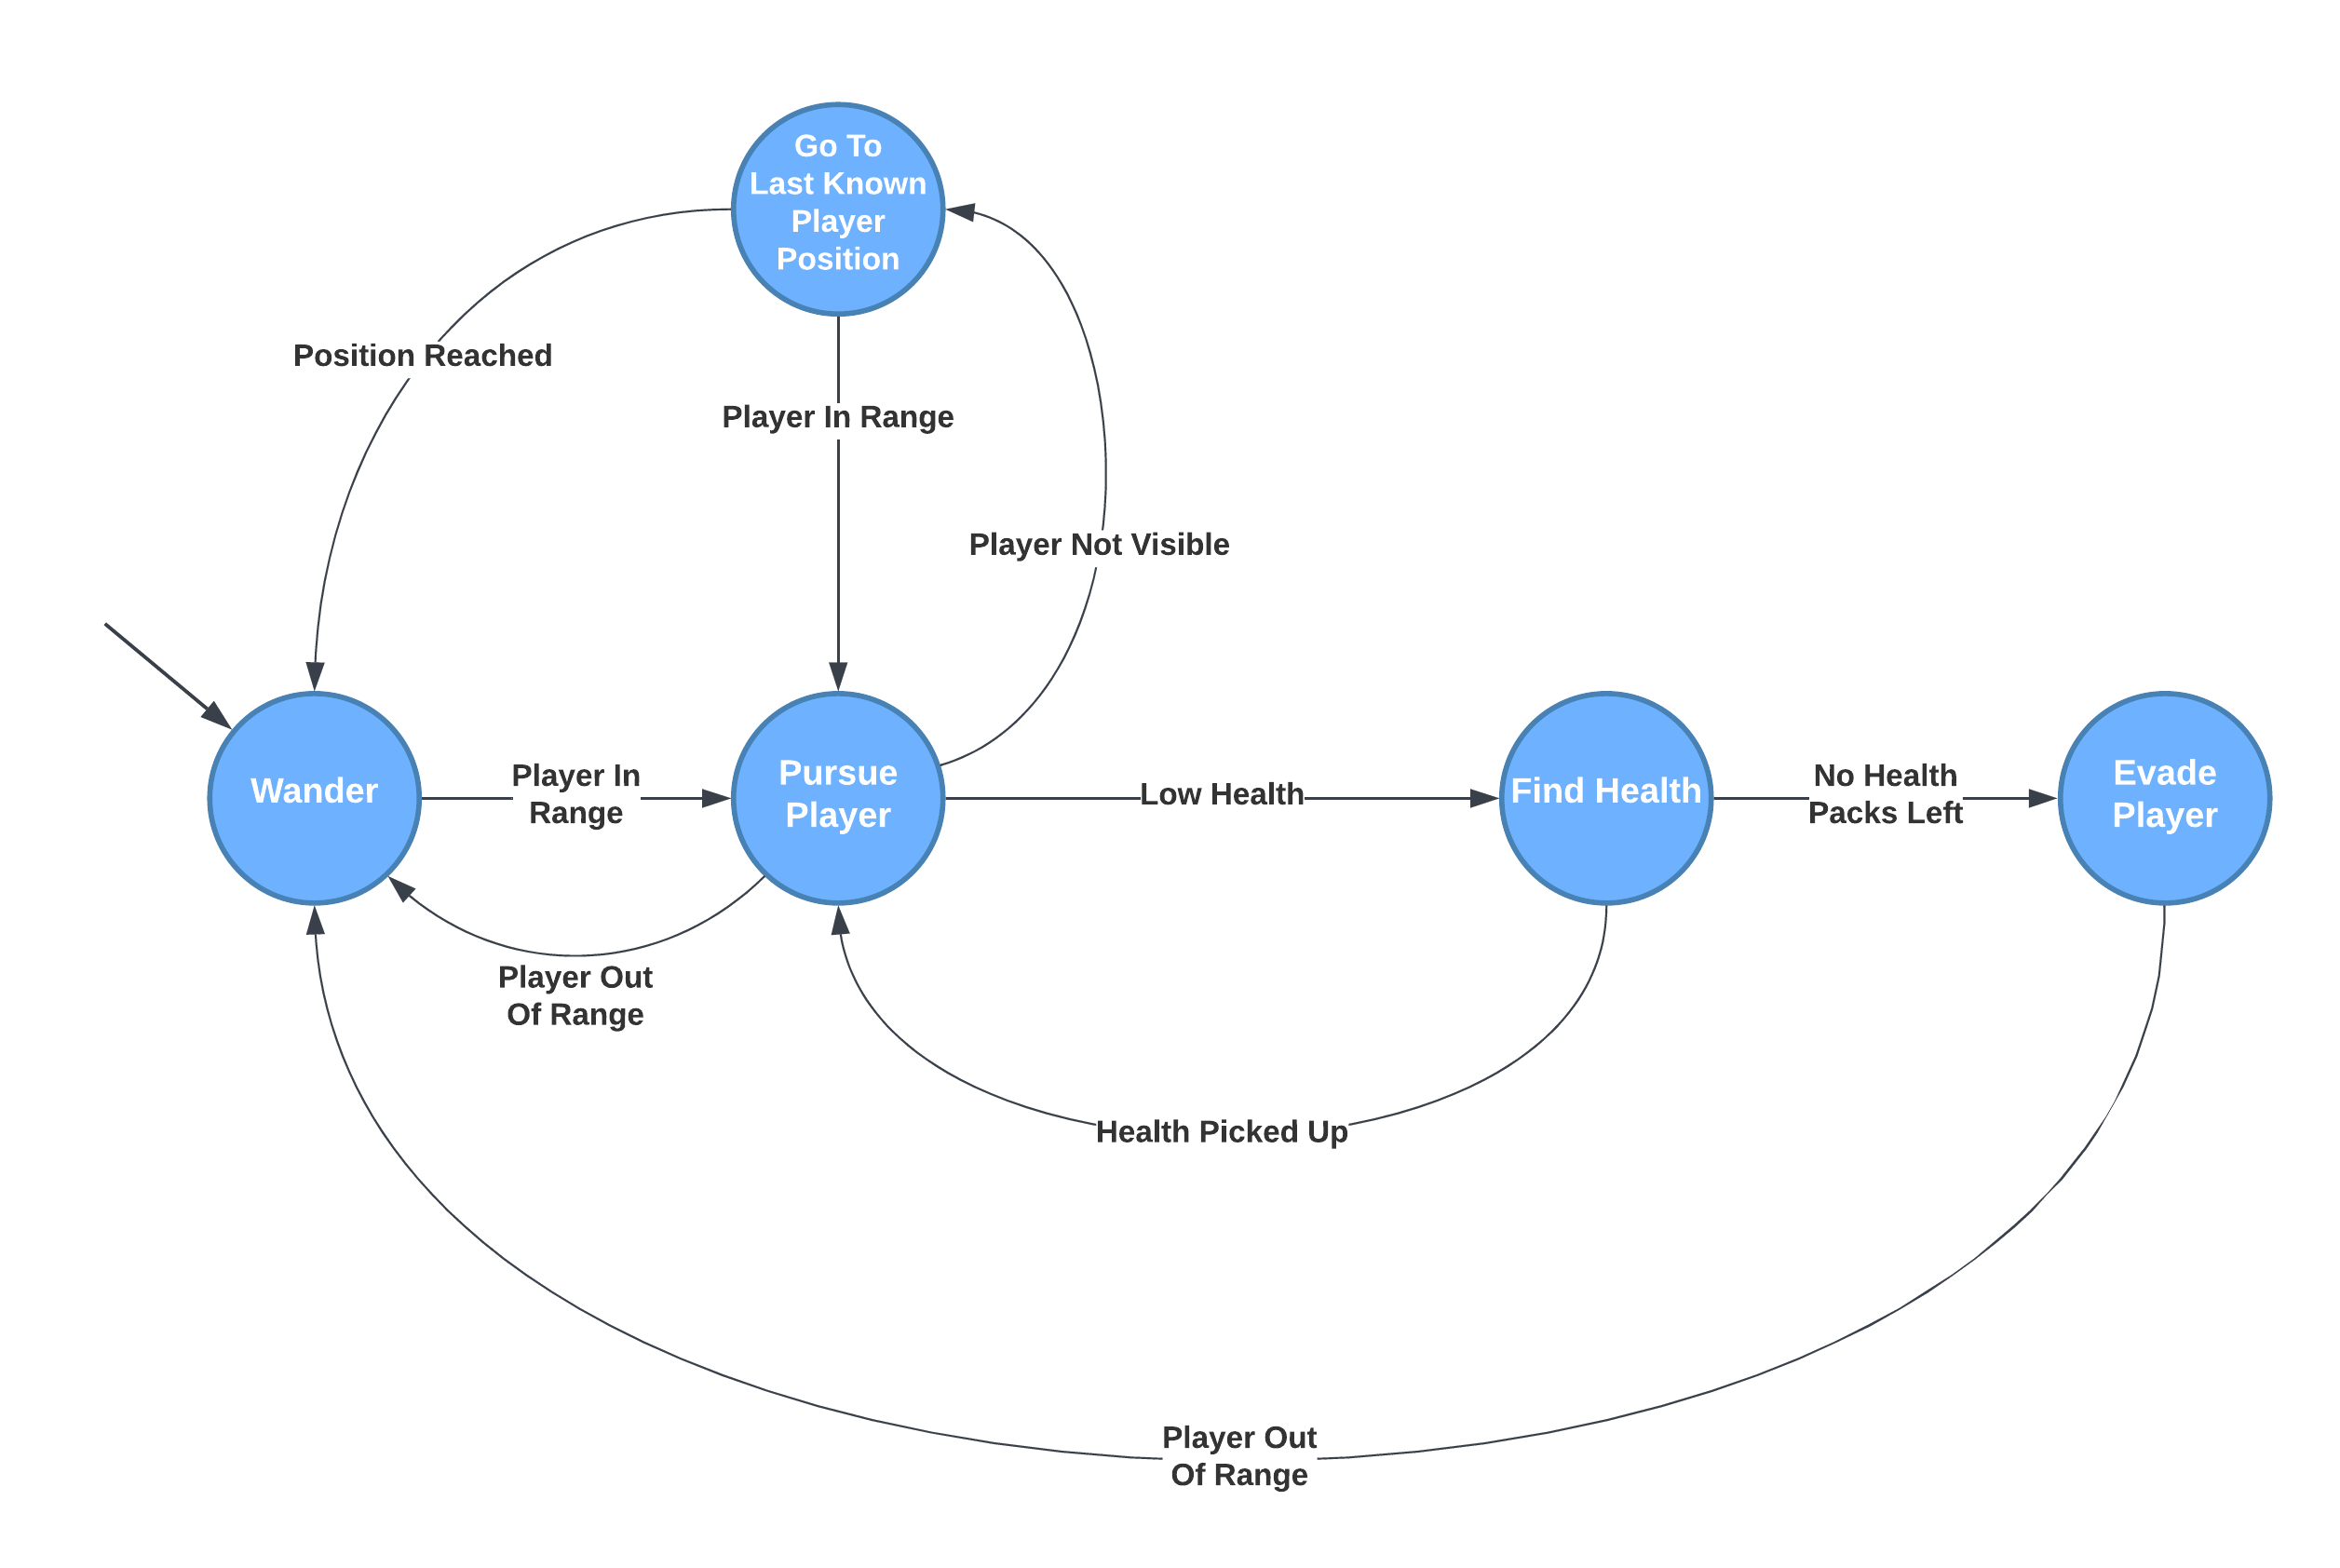 Go To
Last Known
Player
Position
Position Reached
Player In Range
Player Not Visible
Wander
Player In
Range
Pursue
Player
Low Health
Find Health
No Health
Packs Left
Evade
Player
Player Out
Of Range
Health Picked Up
Player Out
Of Range